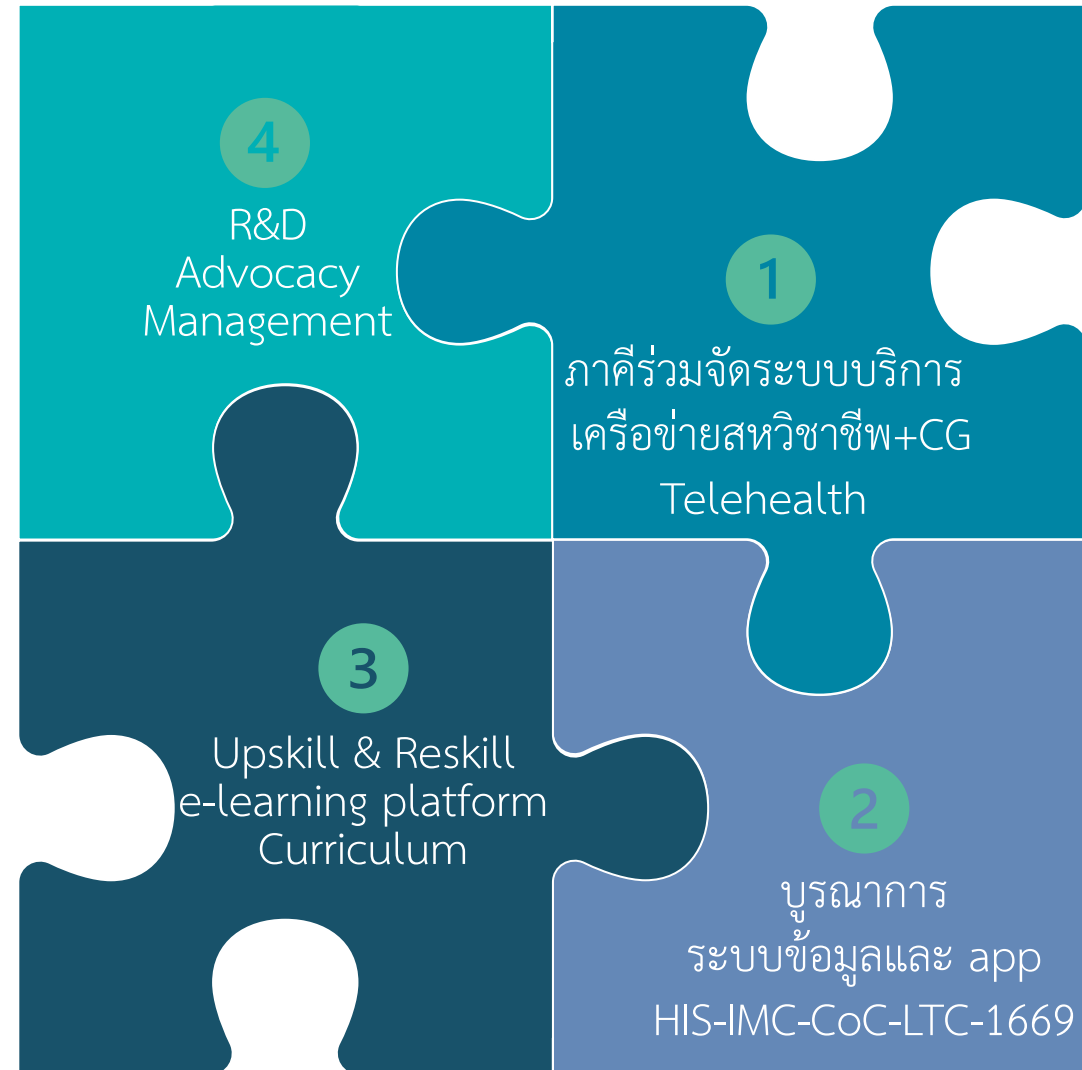 4
R&D
Advocacy
Management
1
ภาคีร่วมจัดระบบบริการ
เครือข่ายสหวิชาชีพ+CG
Telehealth
3
Upskill & Reskill
e-learning platform
Curriculum
2
บูรณาการ
ระบบข้อมูลและ app
HIS-IMC-CoC-LTC-1669